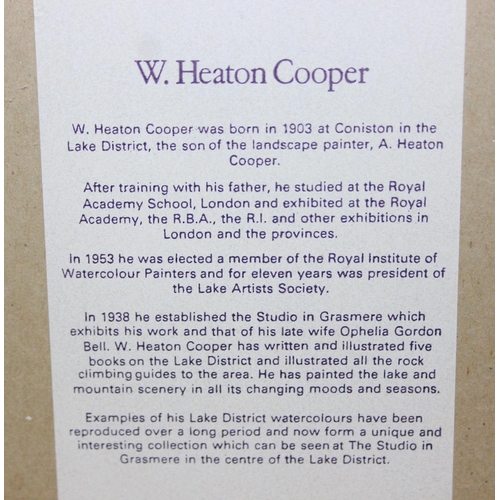 W. Heaton Cooper
W. Heaton Cooper was born in 1903 at Coniston in the
Lake District, the son of the landscape painter, A. Heaton
Cooper.
After training with his father, he studied at the Royal
Academy School, London and exhibited at the Royal
Academy, the R.B.A., the R.I. and other exhibitions in
London and the provinces.
In 1953 he was elected a member of the Royal Institute of
Watercolour Painters and for eleven years was president of
the Lake Artists Society.
In 1938 he established the Studio in Grasmere which
exhibits his work and that of his late wife Ophelia Gordon
Bell. W. Heaton Cooper has written and illustrated five
books on the Lake District and illustrated all the rock
climbing guides to the area. He has painted the lake and
mountain scenery in all its changing moods and seasons.
Examples of his Lake District watercolours have been
reproduced over a long period and now form a unique and
interesting collection which can be seen at The Studio in
Grasmere in the centre of the Lake District.